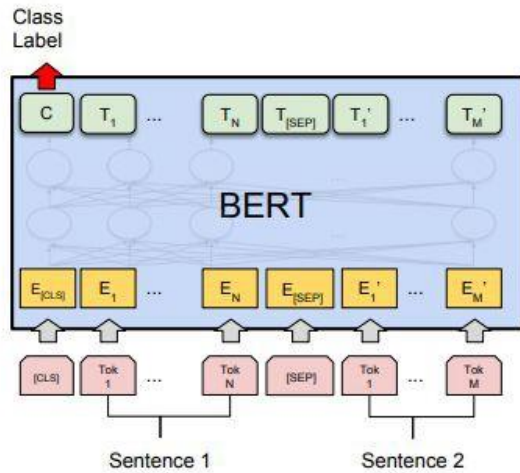 Class
Label
C T1 ... TN T[SEP] T1' ... TM'
BERT
E[CLS] E1 ... EN E[SEP] E1' ... EM'
[CLS] Tok 1 ... Tok N [SEP] Tok 1 ... Tok M
Sentence 1 Sentence 2